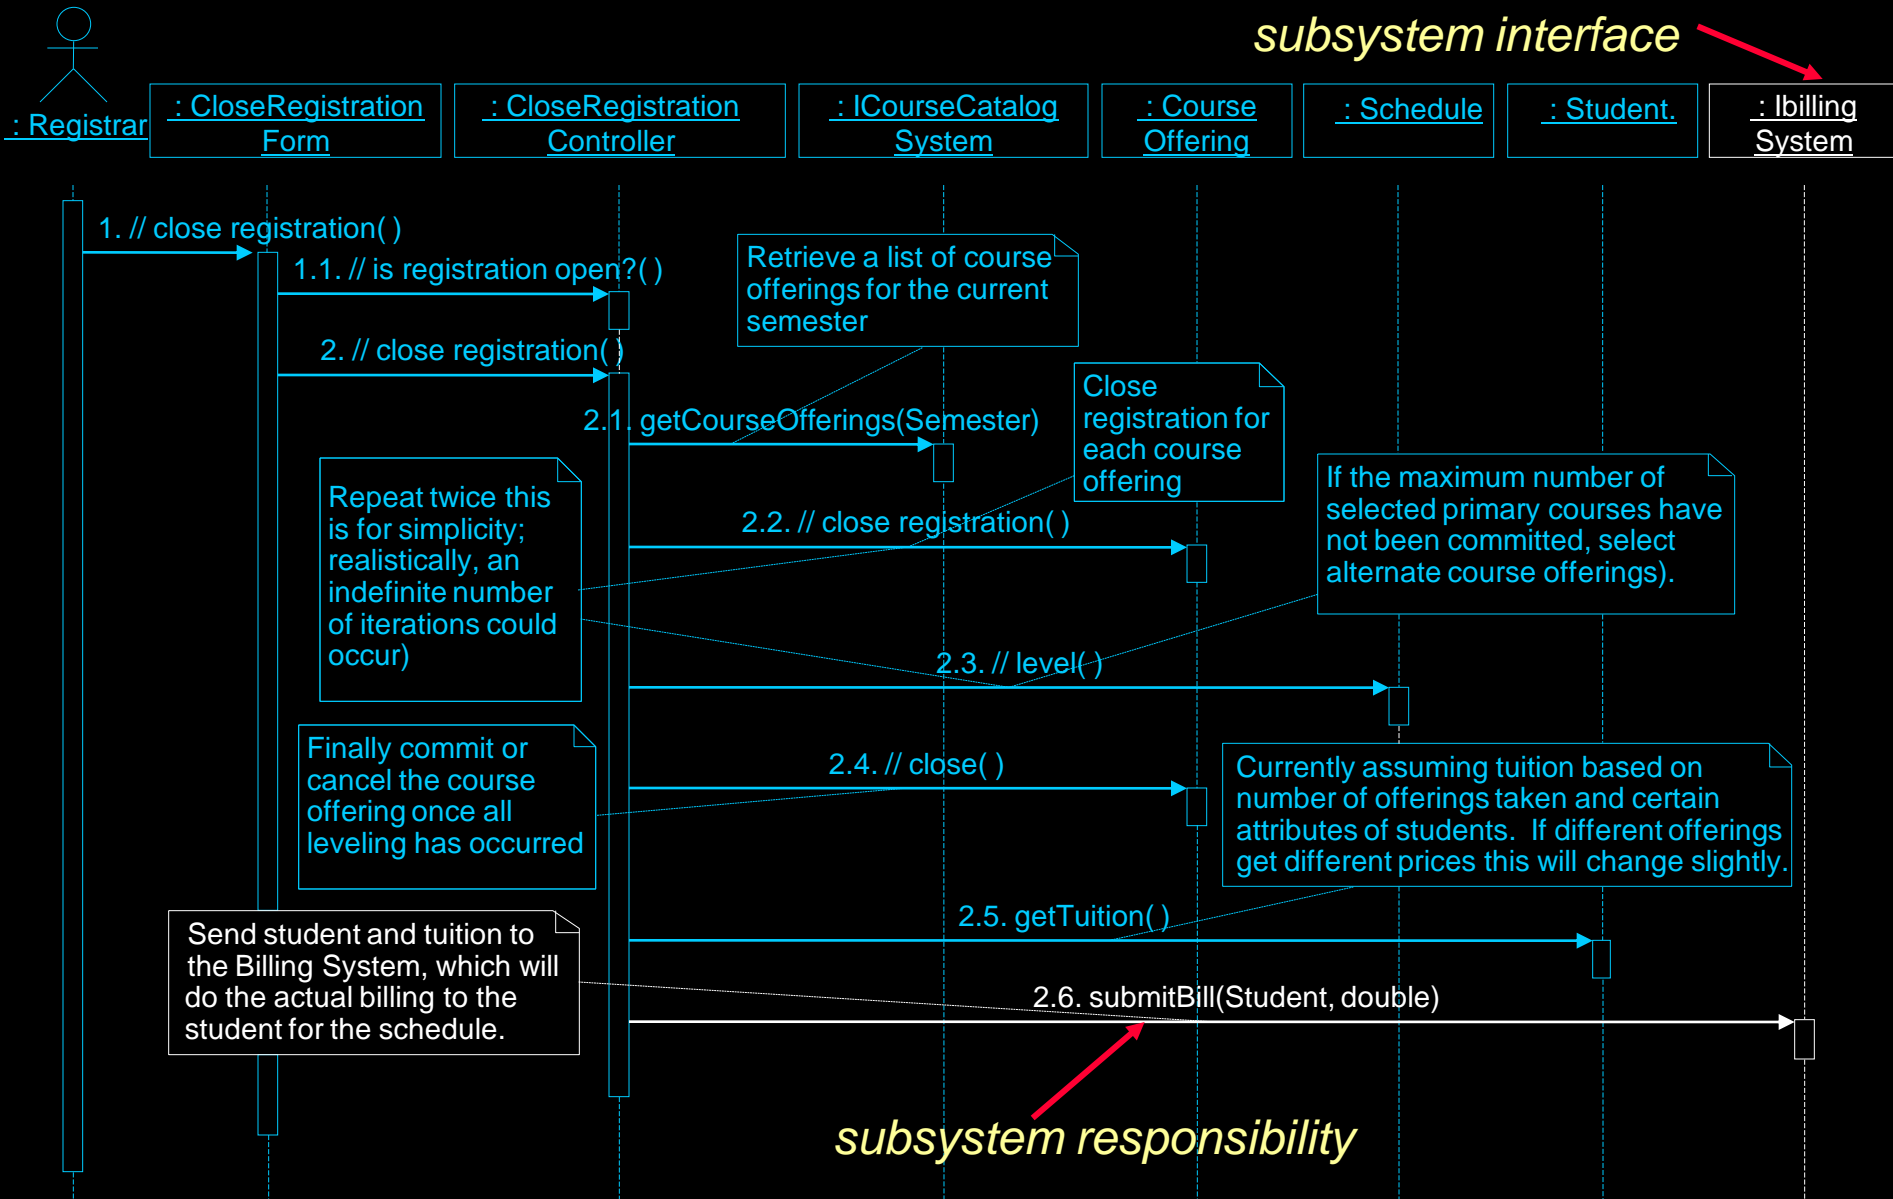 subsystem interface
: Registrar
: CloseRegistration
Form
: CloseRegistration
Controller
: ICourseCatalog
System
: Course
Offering
: Schedule
: Student.
: Ibilling
System
1. // close registration( )
1.1. // is registration open?( )
Retrieve a list of course
offerings for the current
semester
2. // close registration( )
Close
registration for
each course
offering
2.1. getCourseOfferings(Semester)
Repeat twice this
is for simplicity;
realistically, an
indefinite number
of iterations could
occur)
2.2. // close registration( )
If the maximum number of
selected primary courses have
not been committed, select
alternate course offerings).
2.3. // level( )
Finally commit or
cancel the course
offering once all
leveling has occurred
2.4. // close( )
Currently assuming tuition based on
number of offerings taken and certain
attributes of students.  If different offerings
get different prices this will change slightly.
2.5. getTuition( )
Send student and tuition to
the Billing System, which will
do the actual billing to the
student for the schedule.
2.6. submitBill(Student, double)
subsystem responsibility